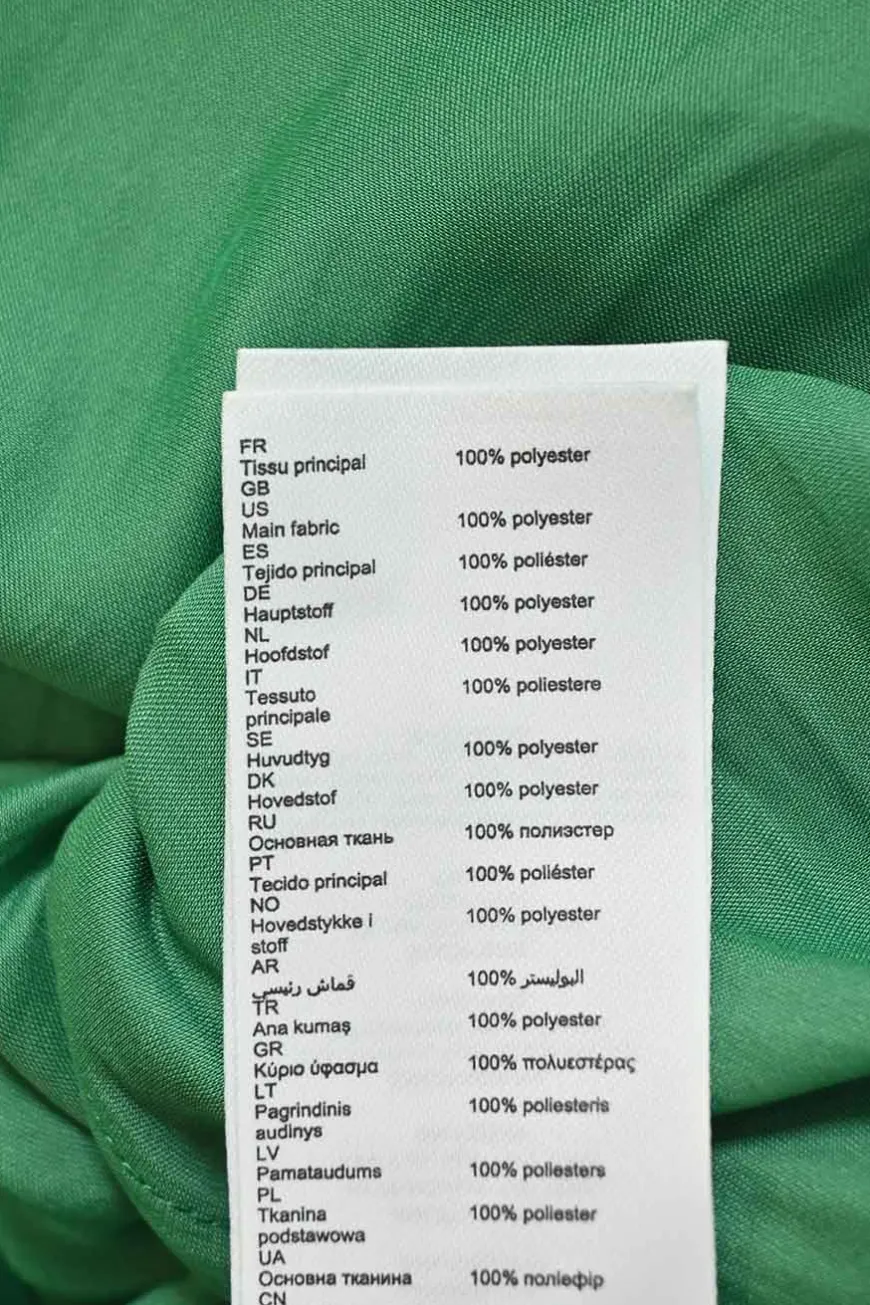 FR
Tissu principal 100% polyester
GB
US
Main fabric 100% polyester
ES
Tejido principal 100% poliéster
DE
Hauptstoff 100% polyester
NL
Hoofdstof 100% polyester
IT
Tessuto 100% poliestere
principale
SE
Huvudtyg 100% polyester
DK
Hovedstof 100% polyester
RU
Основная ткань 100% полиэстер
PT
Tecido principal 100% poliéster
NO
Hovedstykke i 100% polyester
stoff
AR
قماش رئيسي 100% البوليستر
TR
Ana kumaş 100% polyester
GR
Κύριο ύφασμα 100% πολυεστέρας
LT
Pagrindinis 100% poliesteris
audinys
LV
Pamataudums 100% poliesters
PL
Tkanina 100% poliester
podstawowa
UA
Основна тканина 100% поліефір
CN